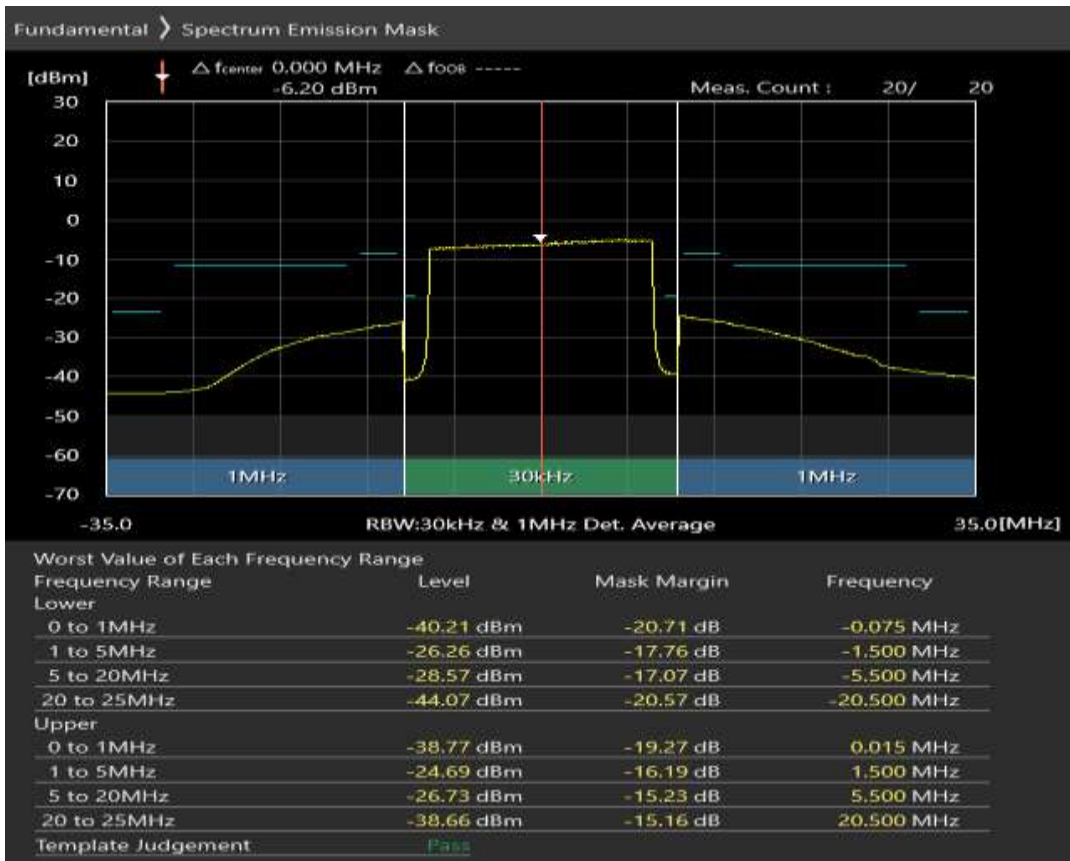 Fundamental 》 Spectrum Emission Mask
△ fcenter 0.000 MHz △ fOOB -----
[dBm]
-6.20 dBm Meas. Count : 20/ 20
30
20
10
0
-10
-20
-30
-40
-50
-60
1MHz 30kHz 1MHz
-70
-35.0 RBW:30kHz & 1MHz Det. Average 35.0[MHz]
Worst Value of Each Frequency Range
Frequency Range Level Mask Margin Frequency
Lower
0 to 1MHz -40.21 dBm -20.71 dB -0.075 MHz
1 to 5MHz -26.26 dBm -17.76 dB -1.500 MHz
5 to 20MHz -28.57 dBm -17.07 dB -5.500 MHz
20 to 25MHz -44.07 dBm -20.57 dB -20.500 MHz
Upper
0 to 1MHz -38.77 dBm -19.27 dB 0.015 MHz
1 to 5MHz -24.69 dBm -16.19 dB 1.500 MHz
5 to 20MHz -26.73 dBm -15.23 dB 5.500 MHz
20 to 25MHz -38.66 dBm -15.16 dB 20.500 MHz
Template Judgement Pass